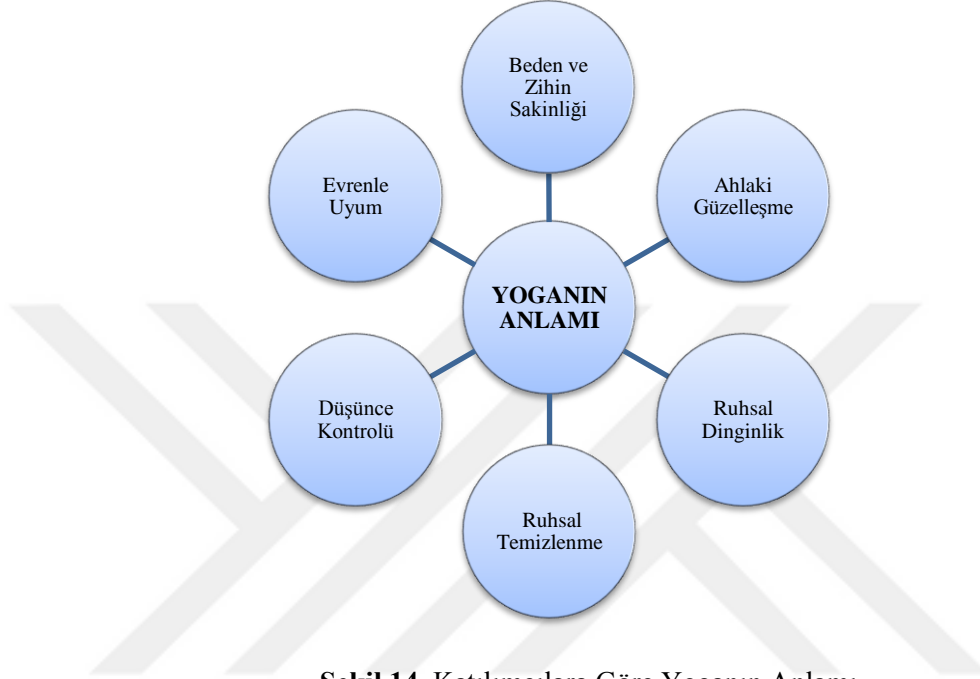 Beden ve
Zihin
Sakinliği
Evrenle
Uyum
Ahlaki
Güzelleşme
YOGANIN
ANLAMI
Düşünce
Kontrolü
Ruhsal
Dinginlik
Ruhsal
Temizlenme
Şekil 14. Katılımcılara Göre Yoganın Anlamı